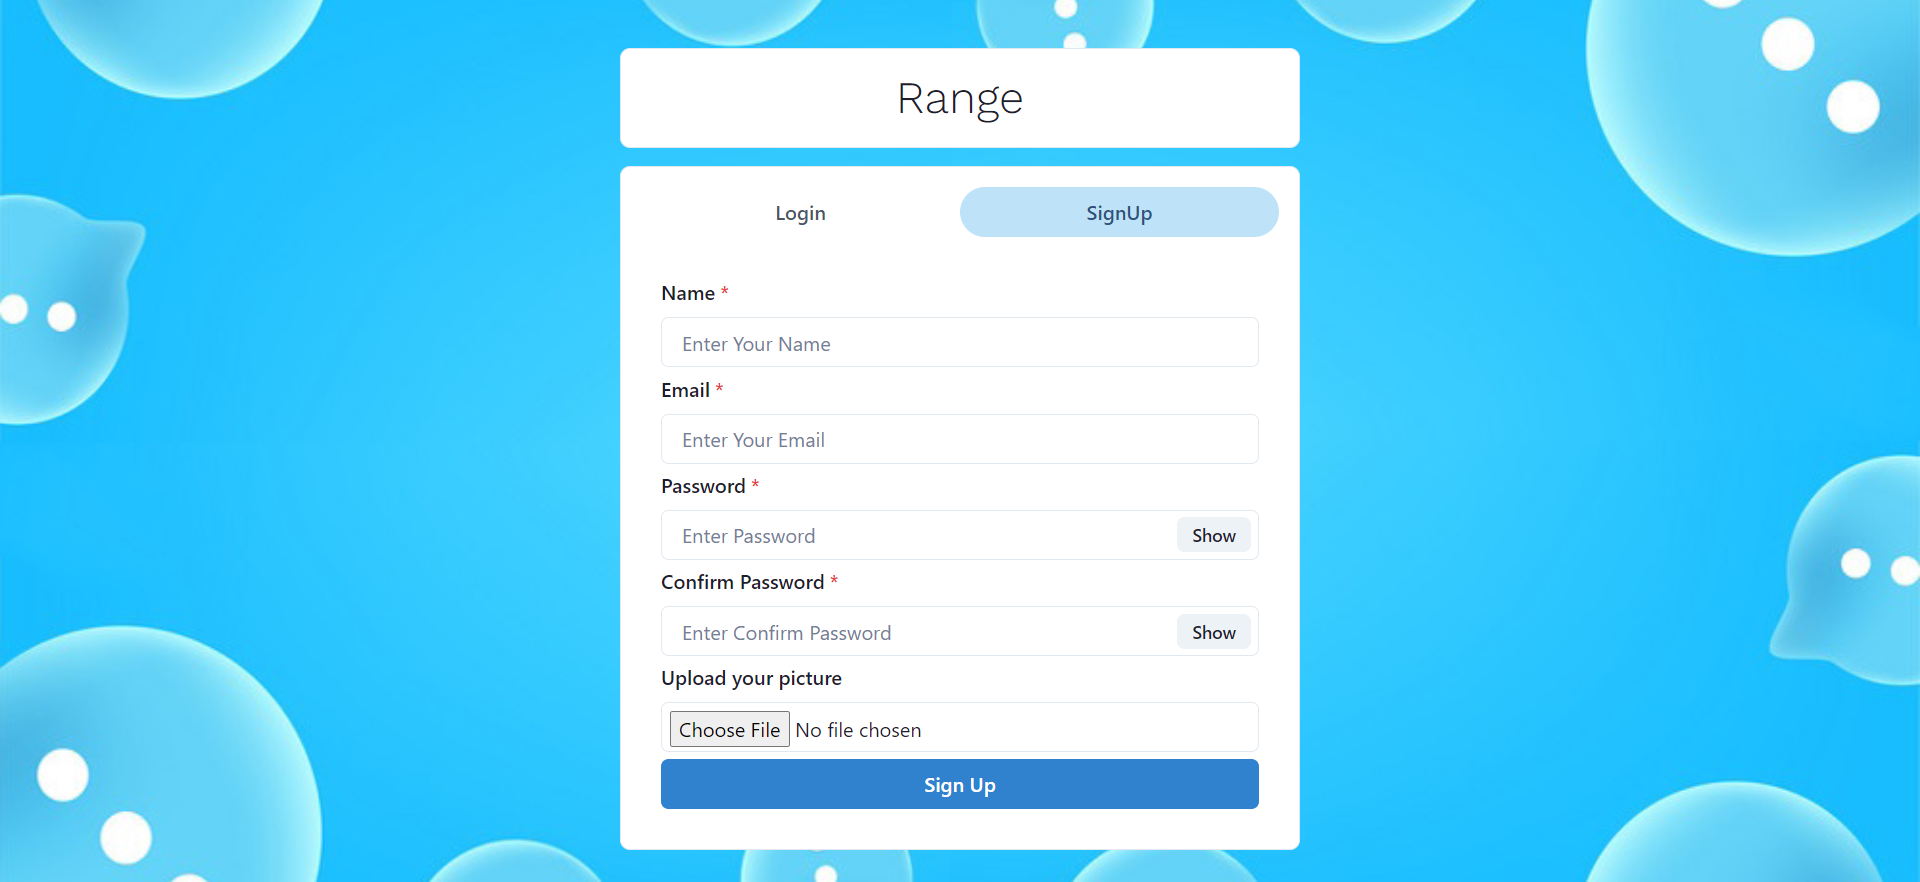 Range
Login SignUp
Name *
Enter Your Name
Email *
Enter Your Email
Password *
Enter Password Show
Confirm Password *
Enter Confirm Password Show
Upload your picture
Choose File No file chosen
Sign Up